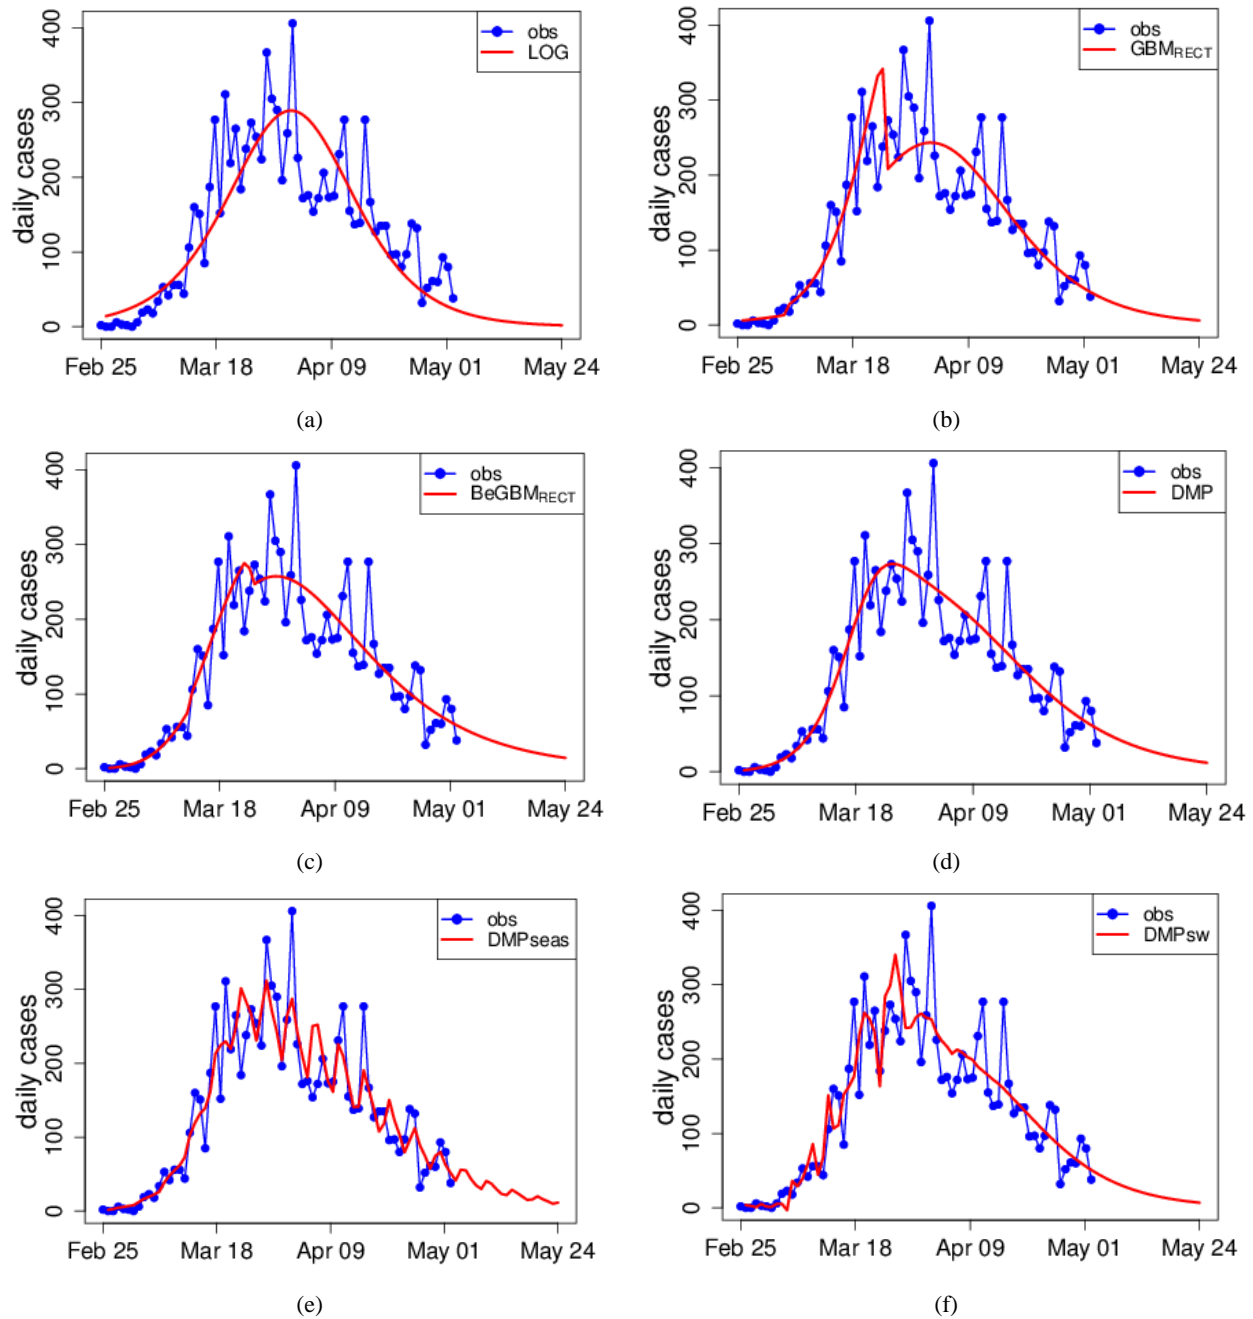 obs
LOG
daily cases
0
100
200
300
400
Feb 25
Mar 18
Apr 09
May 01
May 24
(a)
obs
GBM_RECT
daily cases
0
100
200
300
400
Feb 25
Mar 18
Apr 09
May 01
May 24
(b)
obs
BeGBM_RECT
daily cases
0
100
200
300
400
Feb 25
Mar 18
Apr 09
May 01
May 24
(c)
obs
DMP
daily cases
0
100
200
300
400
Feb 25
Mar 18
Apr 09
May 01
May 24
(d)
obs
DMPseas
daily cases
0
100
200
300
400
Feb 25
Mar 18
Apr 09
May 01
May 24
(e)
obs
DMPsw
daily cases
0
100
200
300
400
Feb 25
Mar 18
Apr 09
May 01
May 24
(f)